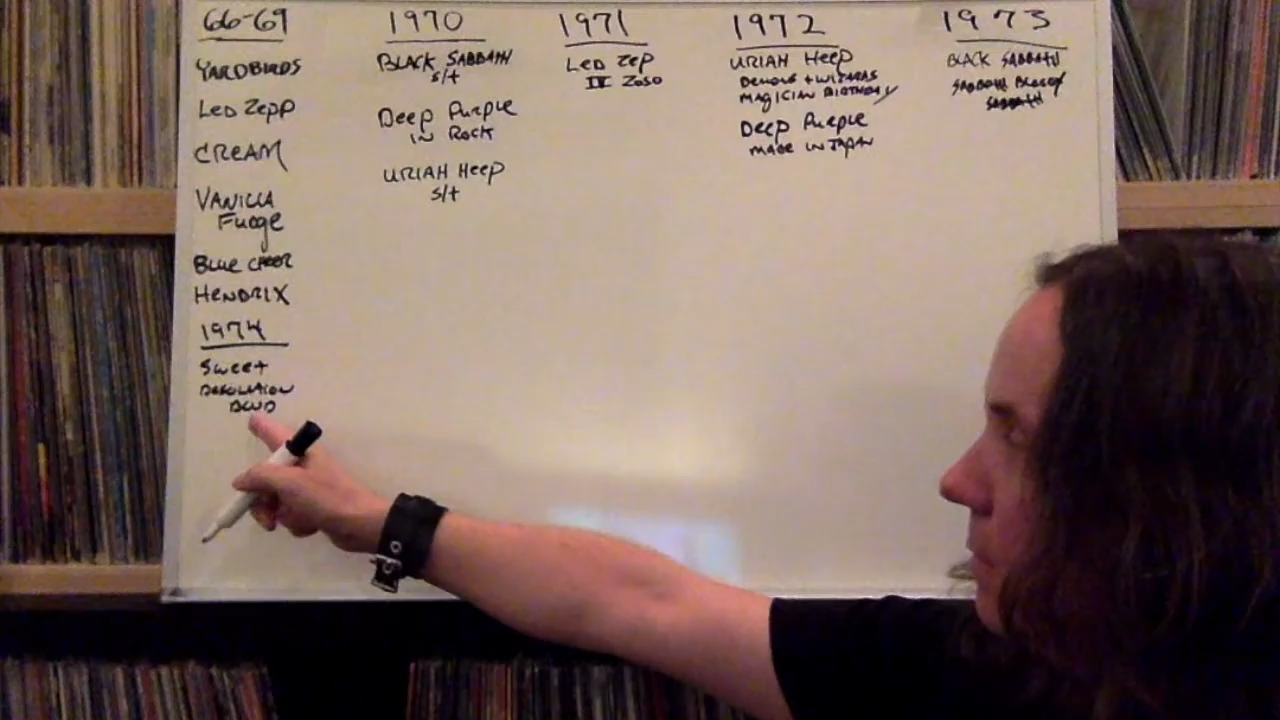 66-69
YARDBIRDS
LED ZEPP
CREAM
VANILLA
FUDGE
BLUE CHEER
HENDRIX
1974
SWEET
DESOLATION
BLVD
1970
BLACK SABBATH
S/T
DEEP PURPLE
IN ROCK
URIAH HEEP
S/T
1971
LED ZEP
IV ZOSO
1972
URIAH HEEP
DEMONS + WIZARDS
MAGICIAN BIRTHDAY
DEEP PURPLE
MADE IN JAPAN
1973
BLACK SABBATH
SABBATH BLOODY
SABBATH